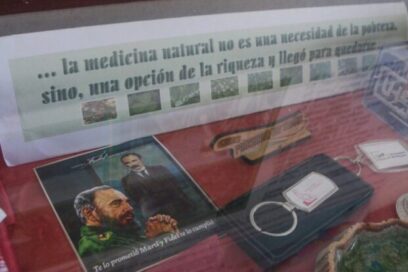 ... la medicina natural no es una necesidad de la pobreza,
sino, una opción de la riqueza y llegó para quedarse
Te lo prometió Martí y Fidel te lo cumplió